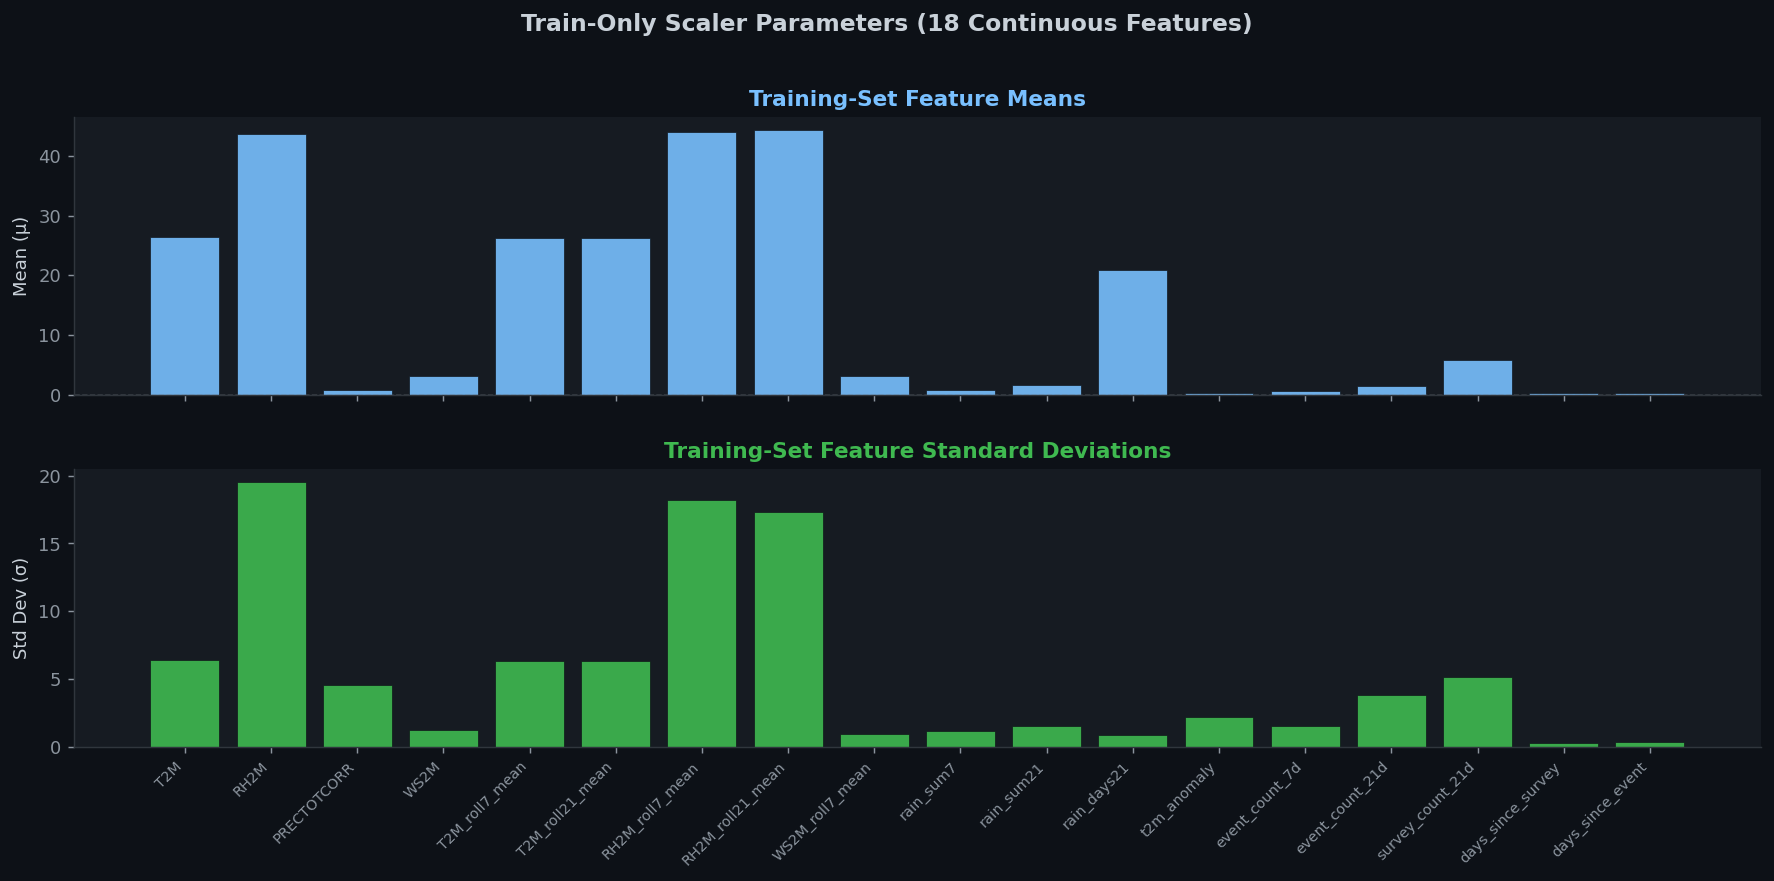 Train-Only Scaler Parameters (18 Continuous Features)
Training-Set Feature Means
Mean (μ)
40
30
20
10
0
Training-Set Feature Standard Deviations
Std Dev (σ)
20
15
10
5
0
T2M
RH2M
PRECTOTCORR
WS2M
T2M_roll7_mean
T2M_roll21_mean
RH2M_roll7_mean
RH2M_roll21_mean
WS2M_roll7_mean
rain_sum7
rain_sum21
rain_days21
t2m_anomaly
event_count_7d
event_count_21d
survey_count_21d
days_since_survey
days_since_event